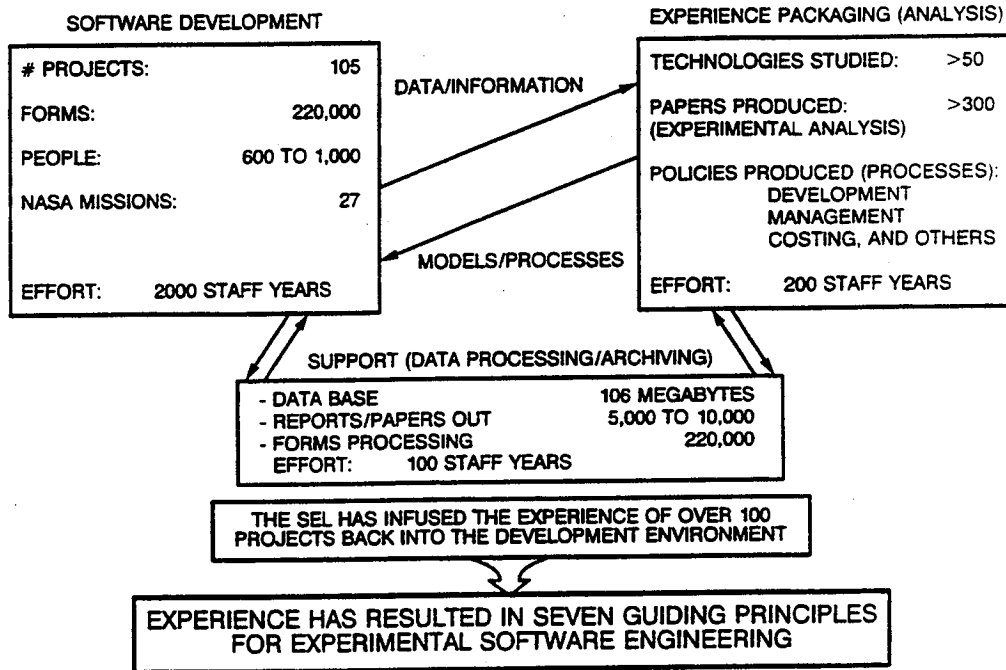 SOFTWARE DEVELOPMENT
# PROJECTS: 105
FORMS: 220,000
PEOPLE: 600 TO 1,000
NASA MISSIONS: 27
EFFORT: 2000 STAFF YEARS
DATA/INFORMATION
MODELS/PROCESSES
EXPERIENCE PACKAGING (ANALYSIS)
TECHNOLOGIES STUDIED: >50
PAPERS PRODUCED: >300
(EXPERIMENTAL ANALYSIS)
POLICIES PRODUCED (PROCESSES):
DEVELOPMENT
MANAGEMENT
COSTING, AND OTHERS
EFFORT: 200 STAFF YEARS
SUPPORT (DATA PROCESSING/ARCHIVING)
- DATA BASE 106 MEGABYTES
- REPORTS/PAPERS OUT 5,000 TO 10,000
- FORMS PROCESSING 220,000
EFFORT: 100 STAFF YEARS
THE SEL HAS INFUSED THE EXPERIENCE OF OVER 100
PROJECTS BACK INTO THE DEVELOPMENT ENVIRONMENT
EXPERIENCE HAS RESULTED IN SEVEN GUIDING PRINCIPLES
FOR EXPERIMENTAL SOFTWARE ENGINEERING